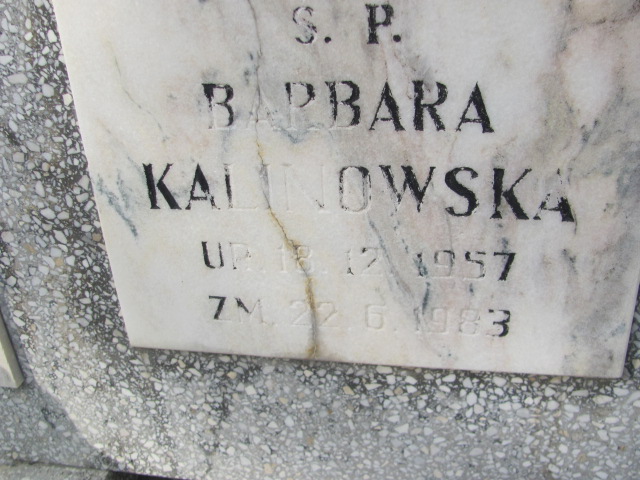 S. P.
BARBARA
KALINOWSKA
UR. 18. 12. 1957
ZM. 22. 6. 1983